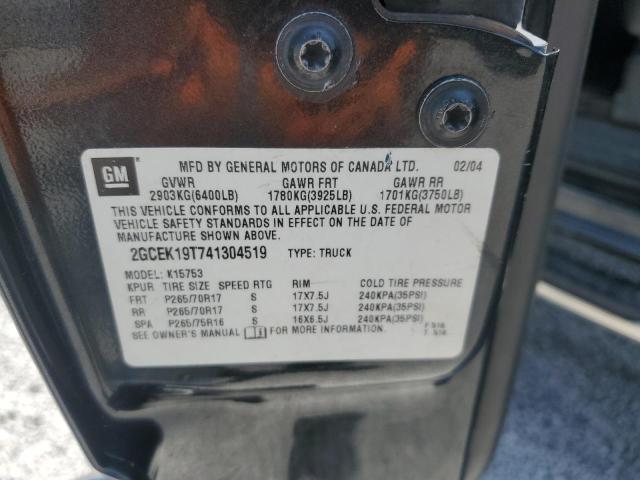 GM
MFD BY GENERAL MOTORS OF CANADA LTD. 02/04
GVWR GAWR FRT GAWR RR
2903KG(6400LB) 1780KG(3925LB) 1701KG(3750LB)
THIS VEHICLE CONFORMS TO ALL APPLICABLE U.S. FEDERAL MOTOR
VEHICLE SAFETY STANDARDS IN EFFECT ON THE DATE OF
MANUFACTURE SHOWN ABOVE.
2GCEK19T741304519 TYPE: TRUCK
MODEL: K15753
KPUR TIRE SIZE SPEED RTG RIM COLD TIRE PRESSURE
FRT P265/70R17 S 17X7.5J 240KPA(35PSI)
RR P265/70R17 S 17X7.5J 240KPA(35PSI)
SPA P265/75R16 S 16X6.5J 240KPA(35PSI)
SEE OWNER'S MANUAL FOR MORE INFORMATION.